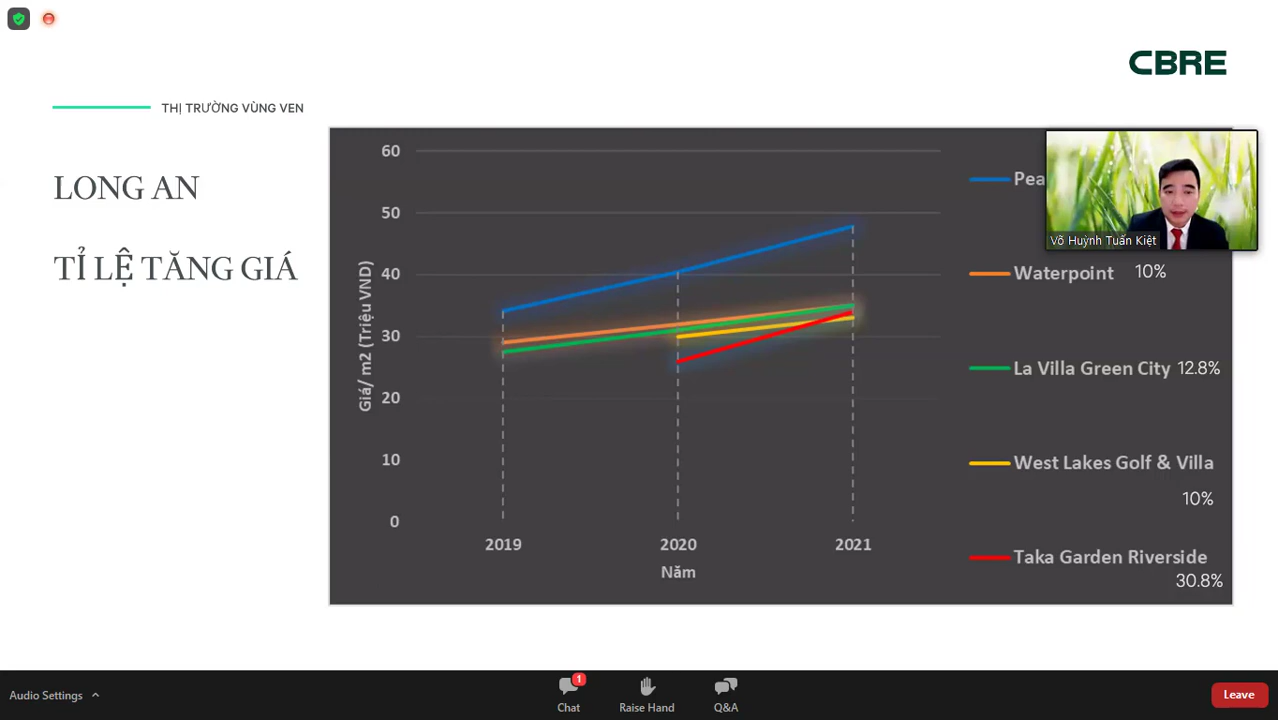 CBRE
THỊ TRƯỜNG VÙNG VEN
LONG AN
TỈ LỆ TĂNG GIÁ
60
50
40
30
20
10
0
Giá/ m2 (Triệu VND)
2019
2020
2021
Năm
Võ Huỳnh Tuấn Kiệt
Waterpoint 10%
La Villa Green City 12.8%
West Lakes Golf & Villa
10%
Taka Garden Riverside
30.8%
Audio Settings
1
Chat
Raise Hand
Q&A
Leave